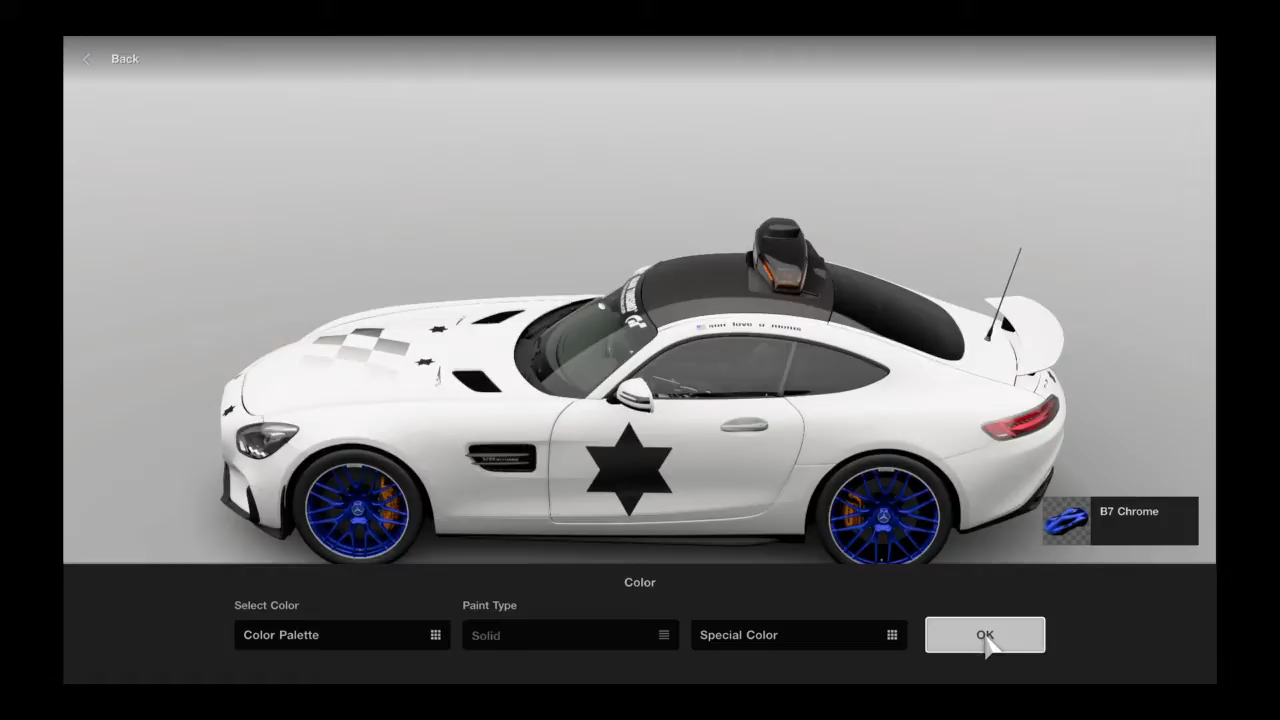 Back
B7 Chrome
Color
Select Color
Paint Type
Color Palette
Solid
Special Color
OK